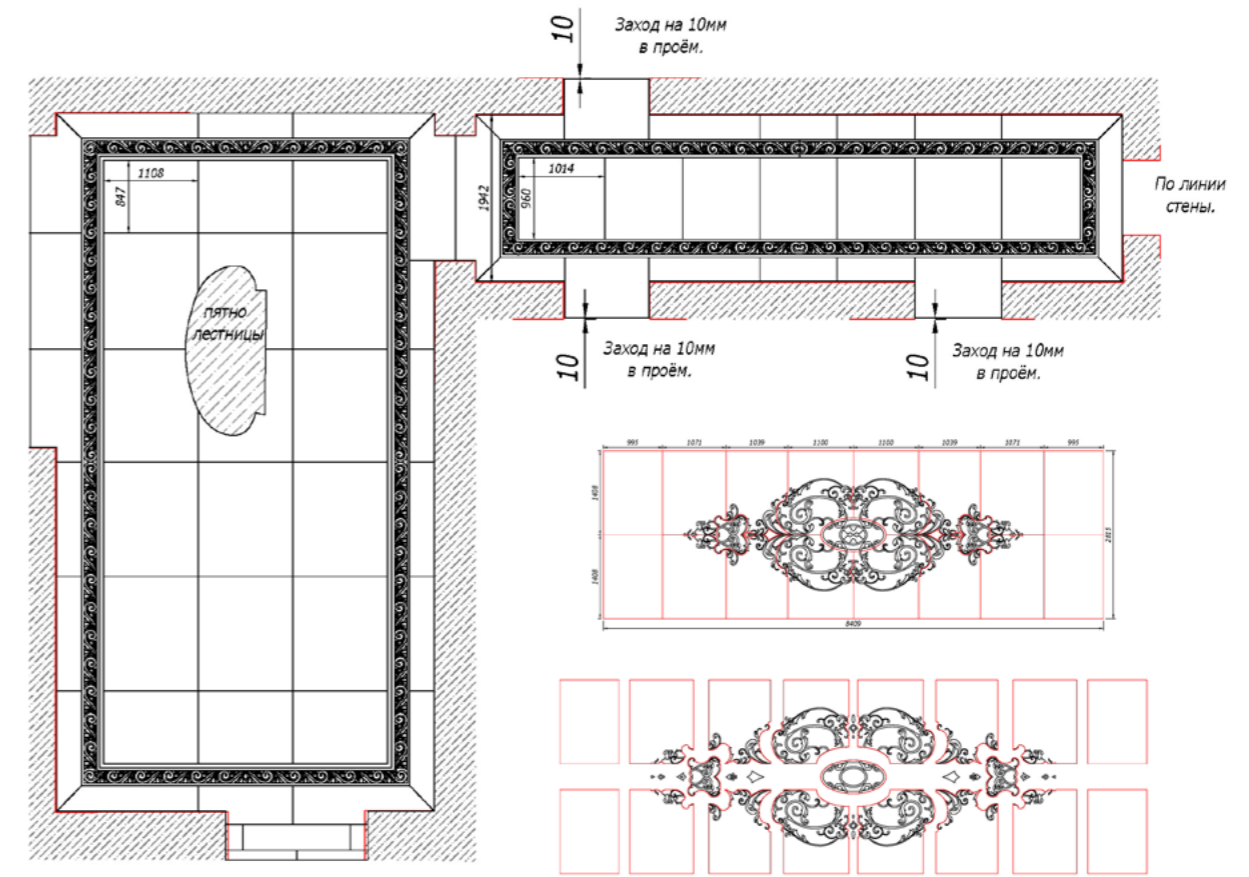 10
Заход на 10мм
в проём.
1108
847
1942
1014
960
По линии
стены.
пятно
лестницы
10
Заход на 10мм
в проём.
10
Заход на 10мм
в проём.
995 1071 1039 1100 1100 1039 1071 995
1408
1408
2815
8409